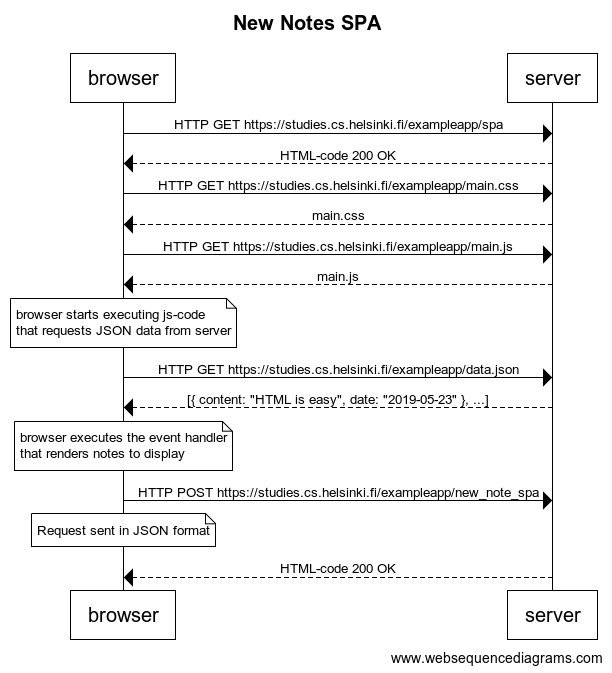 New Notes SPA
browser
server
HTTP GET https://studies.cs.helsinki.fi/exampleapp/spa
HTML-code 200 OK
HTTP GET https://studies.cs.helsinki.fi/exampleapp/main.css
main.css
HTTP GET https://studies.cs.helsinki.fi/exampleapp/main.js
main.js
browser starts executing js-code
that requests JSON data from server
HTTP GET https://studies.cs.helsinki.fi/exampleapp/data.json
[{ content: "HTML is easy", date: "2019-05-23" }, ...]
browser executes the event handler
that renders notes to display
HTTP POST https://studies.cs.helsinki.fi/exampleapp/new_note_spa
Request sent in JSON format
HTML-code 200 OK
browser
server
www.websequencediagrams.com